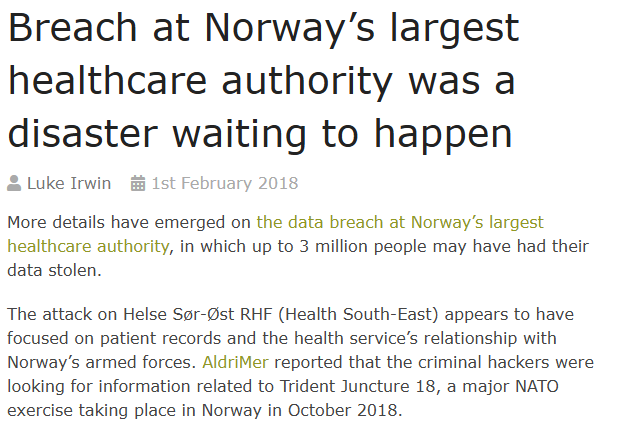 Breach at Norway’s largest
healthcare authority was a
disaster waiting to happen
Luke Irwin 1st February 2018
More details have emerged on the data breach at Norway’s largest
healthcare authority, in which up to 3 million people may have had their
data stolen.
The attack on Helse Sør-Øst RHF (Health South-East) appears to have
focused on patient records and the health service’s relationship with
Norway’s armed forces. AldriMer reported that the criminal hackers were
looking for information related to Trident Juncture 18, a major NATO
exercise taking place in Norway in October 2018.